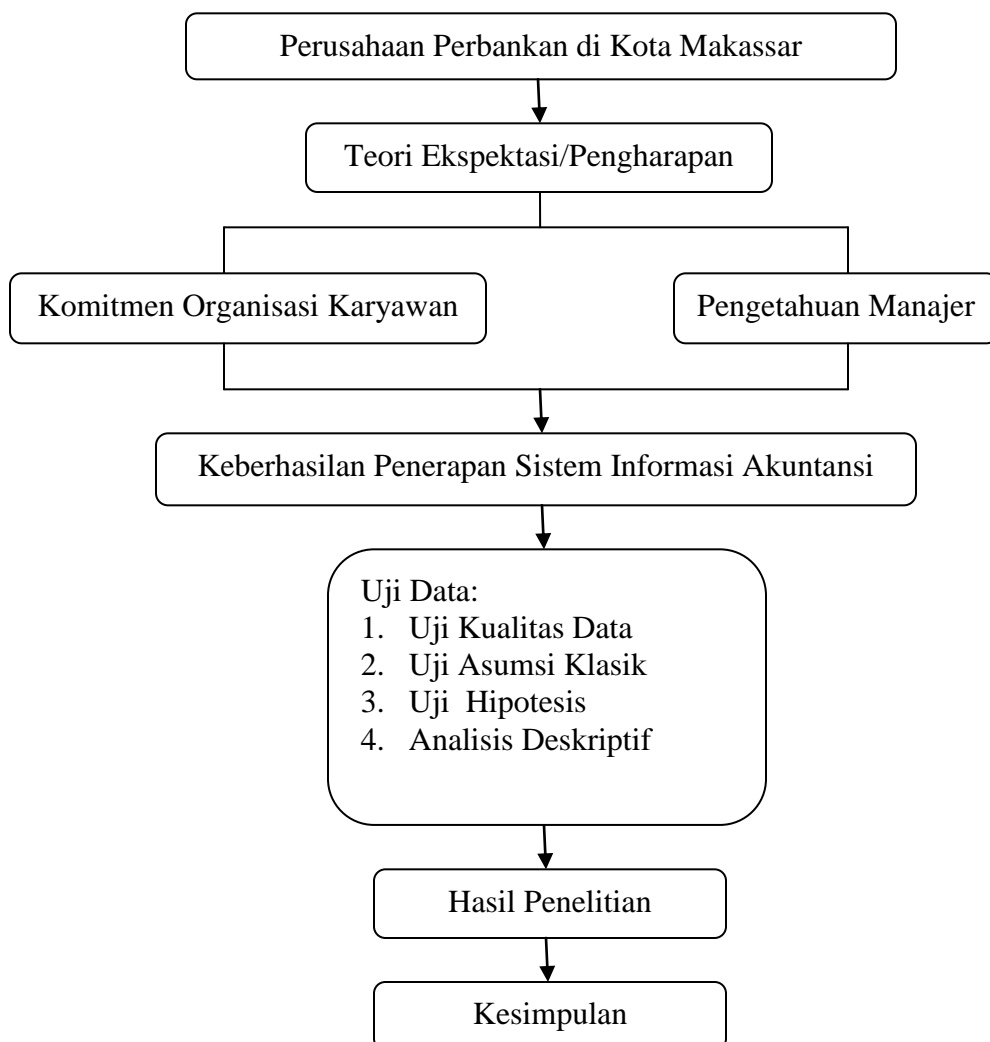 Perusahaan Perbankan di Kota Makassar
Teori Ekspektasi/Pengharapan
Komitmen Organisasi Karyawan
Pengetahuan Manajer
Keberhasilan Penerapan Sistem Informasi Akuntansi
Uji Data:
1. Uji Kualitas Data
2. Uji Asumsi Klasik
3. Uji Hipotesis
4. Analisis Deskriptif
Hasil Penelitian
Kesimpulan